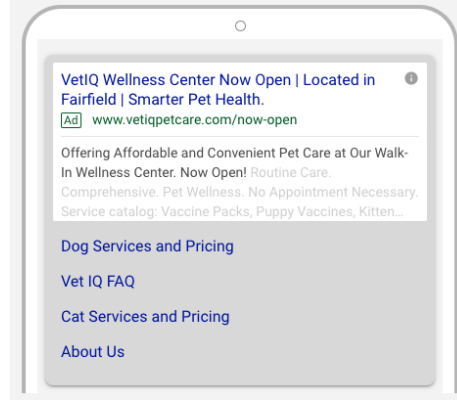 VetIQ Wellness Center Now Open | Located in
Fairfield | Smarter Pet Health.
Ad www.vetiqpetcare.com/now-open
Offering Affordable and Convenient Pet Care at Our Walk-
In Wellness Center. Now Open! Routine Care.
Comprehensive. Pet Wellness. No Appointment Necessary.
Service catalog: Vaccine Packs, Puppy Vaccines, Kitten...
Dog Services and Pricing
Vet IQ FAQ
Cat Services and Pricing
About Us